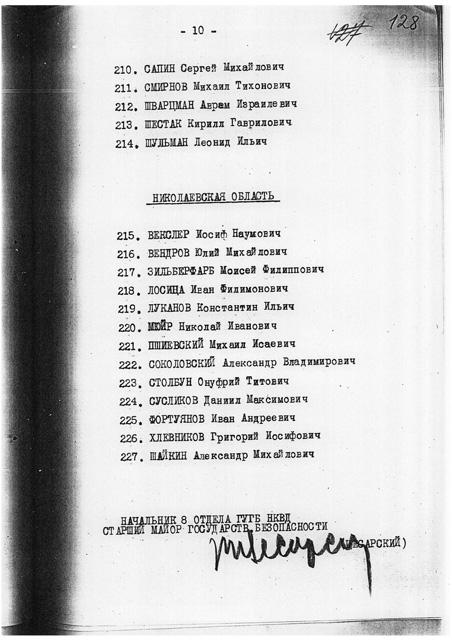 - 10 -
128
210. САПИН Сергей Михайлович
211. СМИРНОВ Михаил Тихонович
212. ШВАРЦМАН Аврам Израилевич
213. ШЕСТАК Кирилл Гаврилович
214. ШУЛЬМАН Леонид Ильич
НИКОЛАЕВСКАЯ ОБЛАСТЬ
215. ВЕКСЛЕР Иосиф Наумович
216. ВЕНДРОВ Юлий Михайлович
217. ЗИЛЬБЕРФАРБ Моисей Филиппович
218. ЛОСИЦА Иван Филимонович
219. ЛУКАНОВ Константин Ильич
220. МЮЙР Николай Иванович
221. ПШИЕВСКИЙ Михаил Исаевич
222. СОКОЛОВСКИЙ Александр Владимирович
223. СТОЛБУН Онуфрий Титович
224. СУСЛИКОВ Даниил Максимович
225. ФОРТУЯНОВ Иван Андреевич
226. ХЛЕВНИКОВ Григорий Иосифович
227. ШАЙКИН Александр Михайлович
НАЧАЛЬНИК 8 ОТДЕЛА ГУГБ НКВД
СТАРШИЙ МАЙОР ГОСУДАРСТВ.БЕЗОПАСНОСТИ